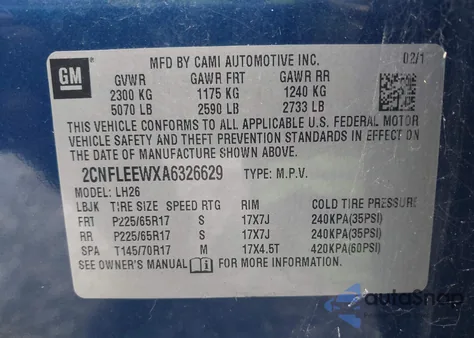 MFD BY CAMI AUTOMOTIVE INC. 02/1
GM
GVWR GAWR FRT GAWR RR
2300 KG 1175 KG 1240 KG
5070 LB 2590 LB 2733 LB
THIS VEHICLE CONFORMS TO ALL APPLICABLE U.S. FEDERAL MOTOR
VEHICLE SAFETY AND THEFT PREVENTION STANDARDS IN EFFECT ON
THE DATE OF MANUFACTURE SHOWN ABOVE.
2CNFLEEWXA6326629 TYPE: M.P.V.
MODEL: LH26
LBJK TIRE SIZE SPEED RTG RIM COLD TIRE PRESSURE
FRT P225/65R17 S 17X7J 240KPA(35PSI)
RR P225/65R17 S 17X7J 240KPA(35PSI)
SPA T145/70R17 M 17X4.5T 420KPA(60PSI)
SEE OWNER'S MANUAL FOR MORE INFORMATION.
autoSnap